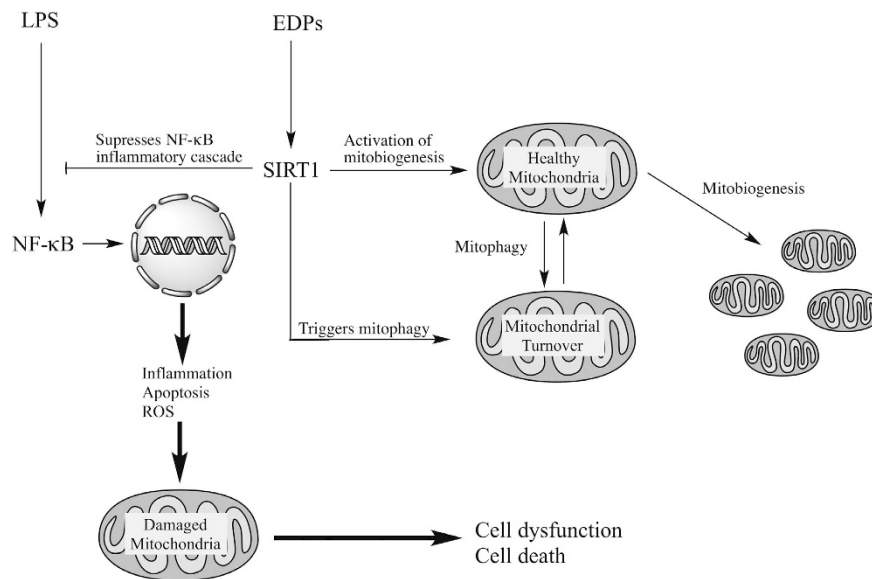 LPS
EDPs
Supresses NF-κB
inflammatory cascade
SIRT1
Activation of
mitobiogenesis
Healthy
Mitochondria
Mitobiogenesis
NF-κB
Mitophagy
Triggers mitophagy
Mitochondrial
Turnover
Inflammation
Apoptosis
ROS
Damaged
Mitochondria
Cell dysfunction
Cell death